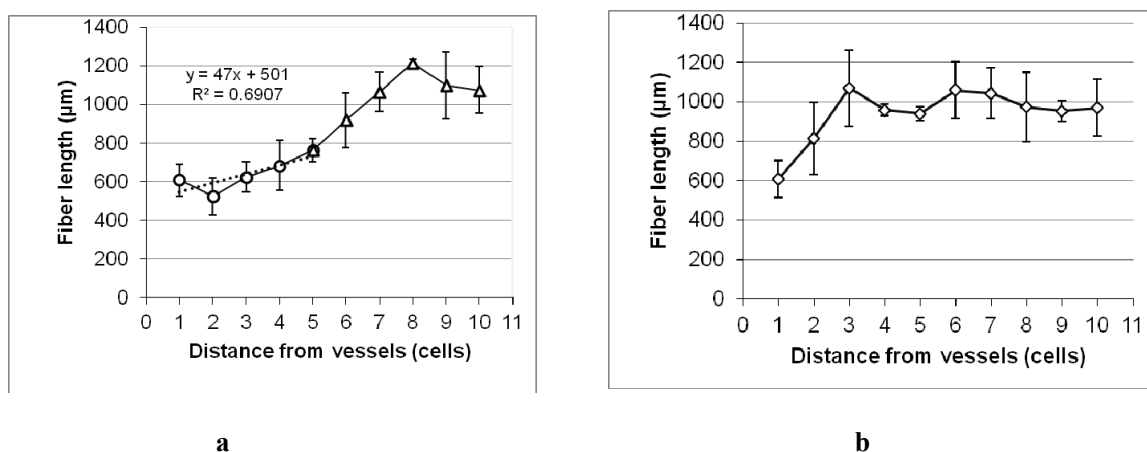 1400
1200
1000
800
600
400
200
0
Fiber length (µm)
y = 47x + 501
R² = 0.6907
0 1 2 3 4 5 6 7 8 9 10 11
Distance from vessels (cells)
a
1400
1200
1000
800
600
400
200
0
Fiber length (µm)
0 1 2 3 4 5 6 7 8 9 10 11
Distance from vessels (cells)
b